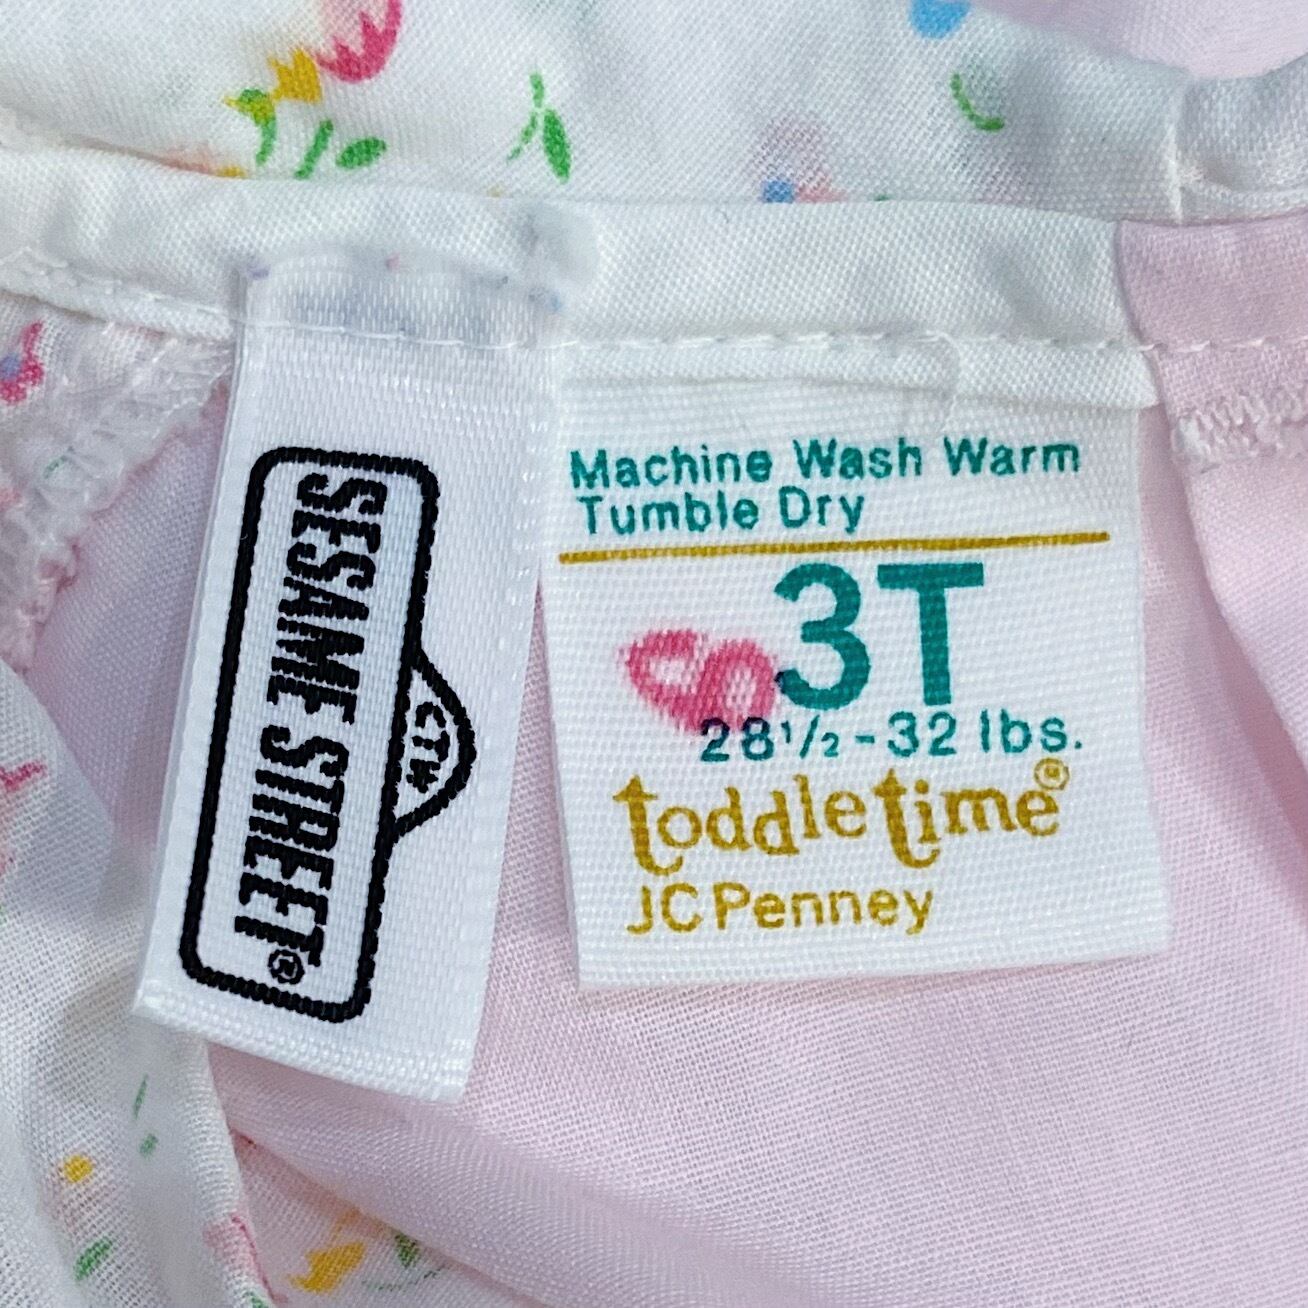 SESAME STREET®
CTW
Machine Wash Warm
Tumble Dry
3T
28½-32 lbs.
toddletime®
JCPenney